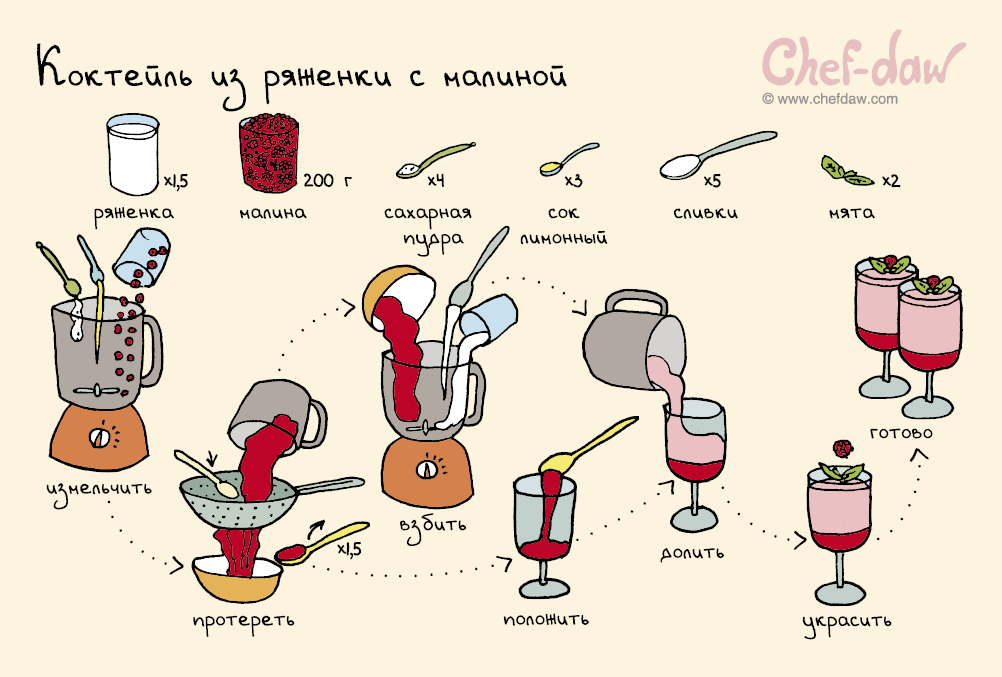 Коктейль из ряженки с малиной
Chef-daw
© www.chefdaw.com
x1,5
200 г
x4
x3
x5
x2
ряженка
малина
сахарная
пудра
сок
лимонный
сливки
мята
измельчить
протереть
x1,5
взбить
положить
долить
украсить
готово